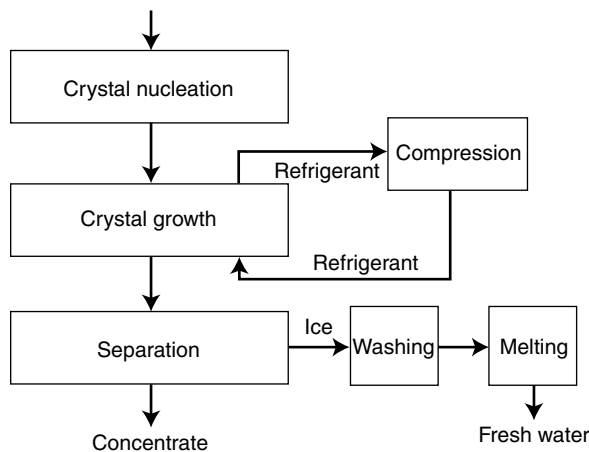 Crystal nucleation
Compression
Refrigerant
Crystal growth
Refrigerant
Ice
Separation
Washing
Melting
Concentrate
Fresh water